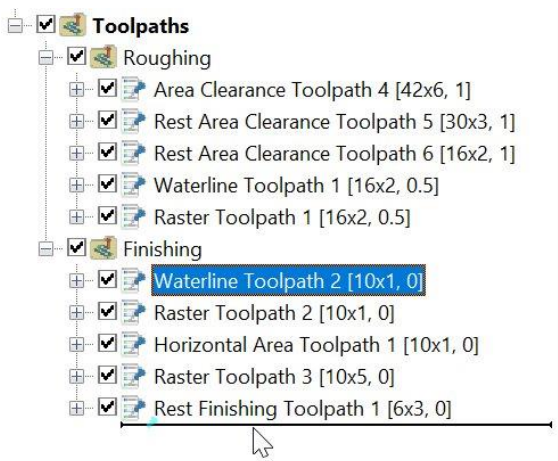 Toolpaths
Roughing
Area Clearance Toolpath 4 [42x6, 1]
Rest Area Clearance Toolpath 5 [30x3, 1]
Rest Area Clearance Toolpath 6 [16x2, 1]
Waterline Toolpath 1 [16x2, 0.5]
Raster Toolpath 1 [16x2, 0.5]
Finishing
Waterline Toolpath 2 [10x1, 0]
Raster Toolpath 2 [10x1, 0]
Horizontal Area Toolpath 1 [10x1, 0]
Raster Toolpath 3 [10x5, 0]
Rest Finishing Toolpath 1 [6x3, 0]